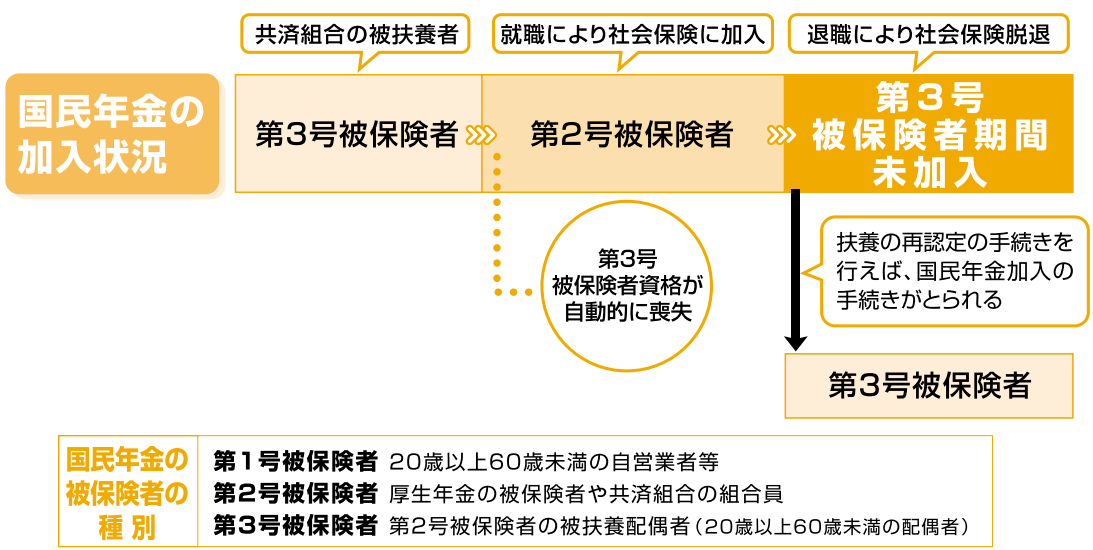 共済組合の被扶養者
就職により社会保険に加入
退職により社会保険脱退
国民年金の
加入状況
第3号被保険者
第2号被保険者
第3号
被保険者期間
未加入
第3号
被保険者資格が
自動的に喪失
扶養の再認定の手続きを
行えば、国民年金加入の
手続きがとられる
第3号被保険者
国民年金の
被保険者の
種別
第1号被保険者 20歳以上60歳未満の自営業者等
第2号被保険者 厚生年金の被保険者や共済組合の組合員
第3号被保険者 第2号被保険者の被扶養配偶者（20歳以上60歳未満の配偶者）